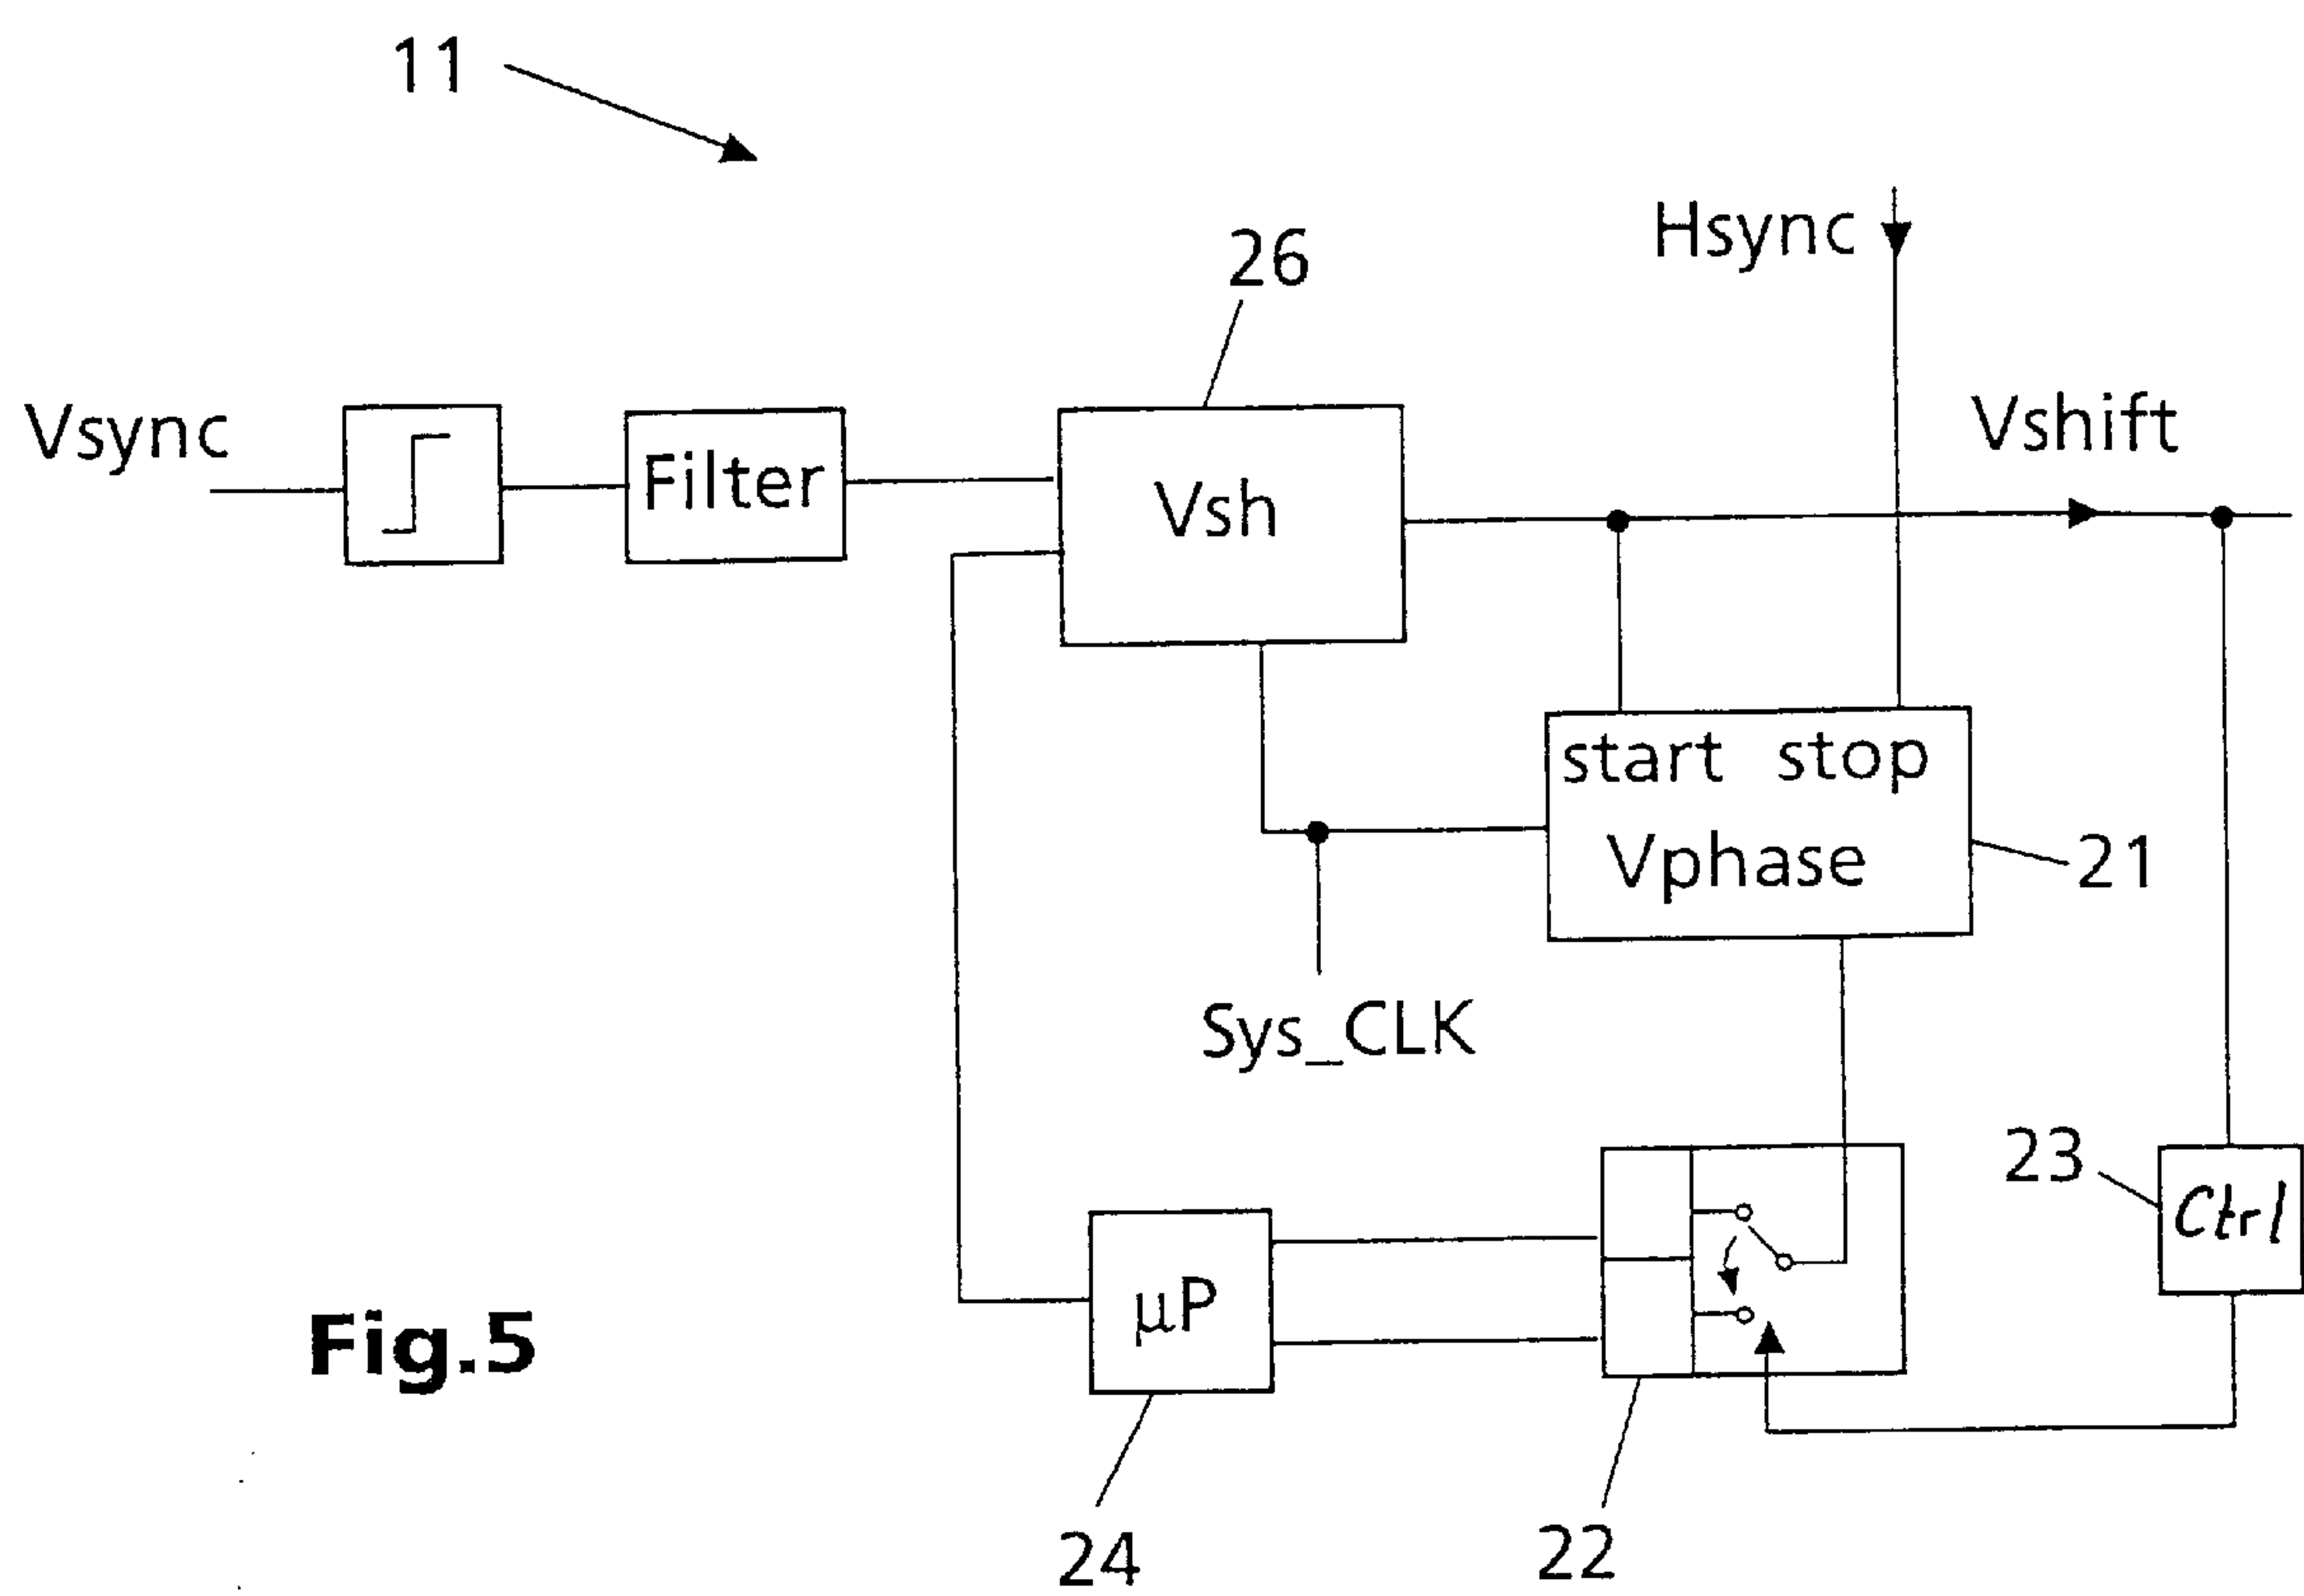 11
Hsync
26
Vsync
Filter
Vsh
Vshift
start stop
Vphase
21
Sys_CLK
23
Ctrl
µP
Fig.5
24
22